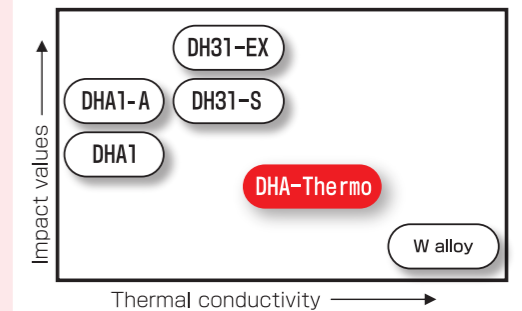 DH31-EX
DHA1-A
DH31-S
DHA1
DHA-Thermo
W alloy
Impact values
Thermal conductivity